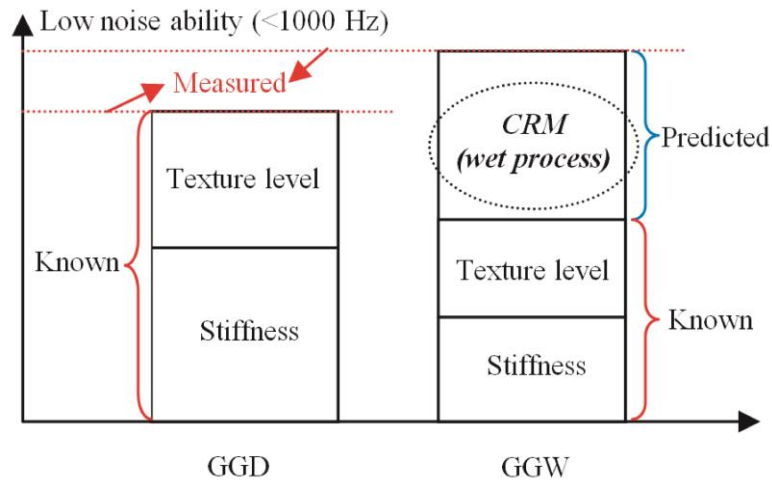 Low noise ability (<1000 Hz)
Measured
CRM
(wet process)
Predicted
Texture level
Known
Texture level
Stiffness
Known
Stiffness
GGD
GGW